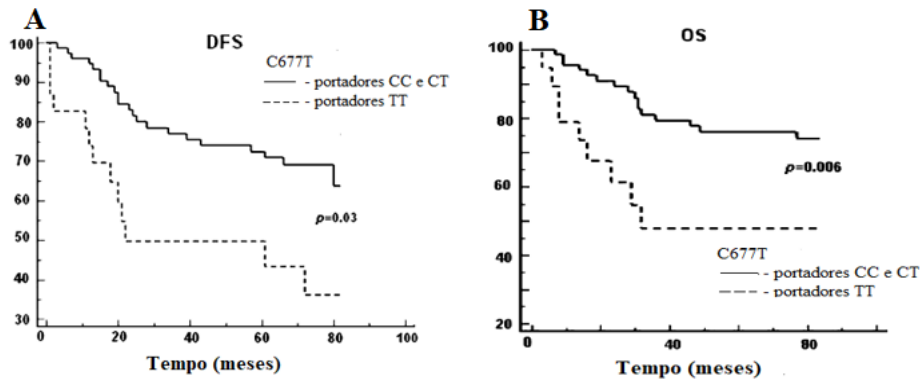 A
DFS
C677T
- portadores CC e CT
- portadores TT
100
90
80
70
60
50
40
30
p=0.03
0
20
40
60
80
100
Tempo (meses)
B
OS
100
80
60
40
20
p=0.006
C677T
- portadores CC e CT
- portadores TT
0
40
80
Tempo (meses)